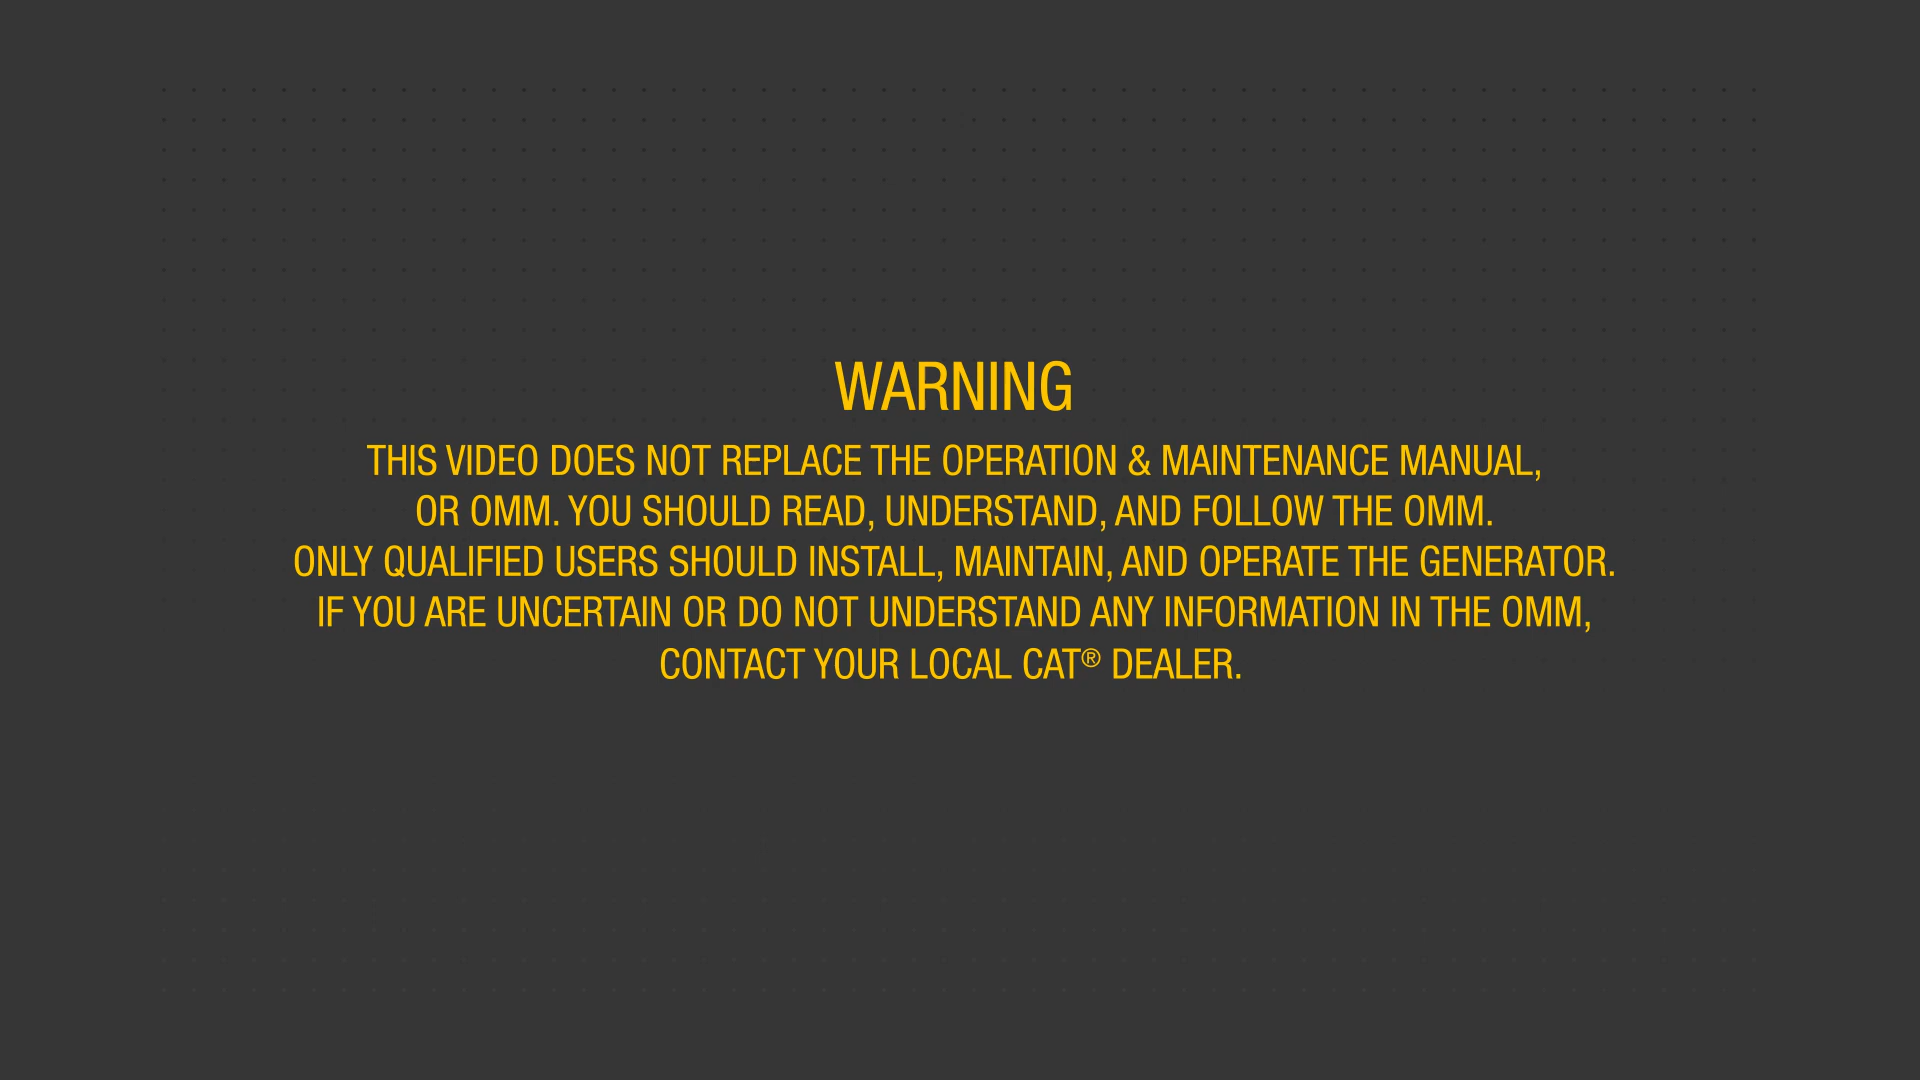 WARNING
THIS VIDEO DOES NOT REPLACE THE OPERATION & MAINTENANCE MANUAL,
OR OMM. YOU SHOULD READ, UNDERSTAND, AND FOLLOW THE OMM.
ONLY QUALIFIED USERS SHOULD INSTALL, MAINTAIN, AND OPERATE THE GENERATOR.
IF YOU ARE UNCERTAIN OR DO NOT UNDERSTAND ANY INFORMATION IN THE OMM,
CONTACT YOUR LOCAL CAT® DEALER.